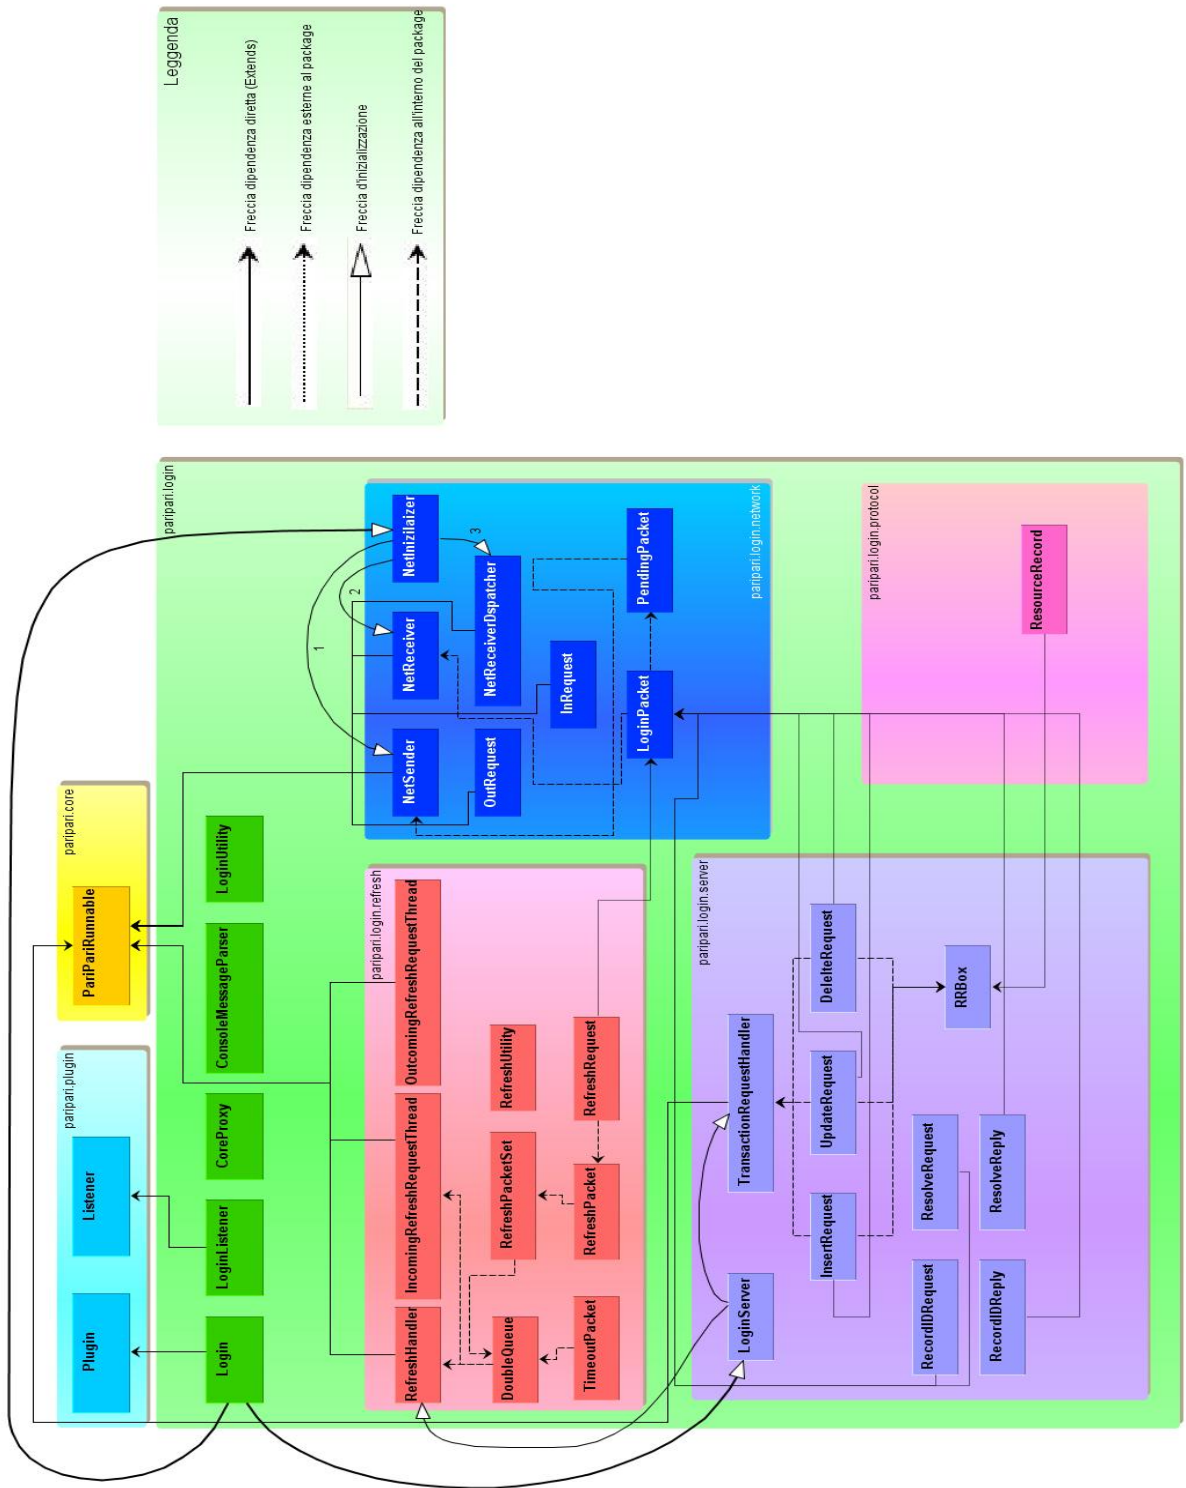 Leggenda
Freccia dipendenza diretta (Extends)
Freccia dipendenza esterne al package
Freccia d'inizializzazione
Freccia dipendenza all'interno del package
paripari.plugin
Plugin
Listener
paripari.core
PariPariRunnable
paripari.login
Login
LoginListener
CoreProxy
ConsoleMessageParser
LoginUtility
paripari.login.refresh
RefreshHandler
IncomingRefreshRequestThread
OutcomingRefreshRequestThread
DoubleQueue
RefreshPacketSet
RefreshUtility
TimeoutPacket
RefreshPacket
RefreshRequest
paripari.login.network
NetSender
NetReceiver
NetInizilaizer
1
2
3
OutRequest
NetReceiverDspatcher
InRequest
LoginPacket
PendingPacket
paripari.login.server
LoginServer
TransactionRequestHandler
InsertRequest
UpdateRequest
DelelteRequest
RecordIDRequest
ResolveRequest
RRBox
RecordIDReply
ResolveReply
paripari.login.protocol
ResourceRecord